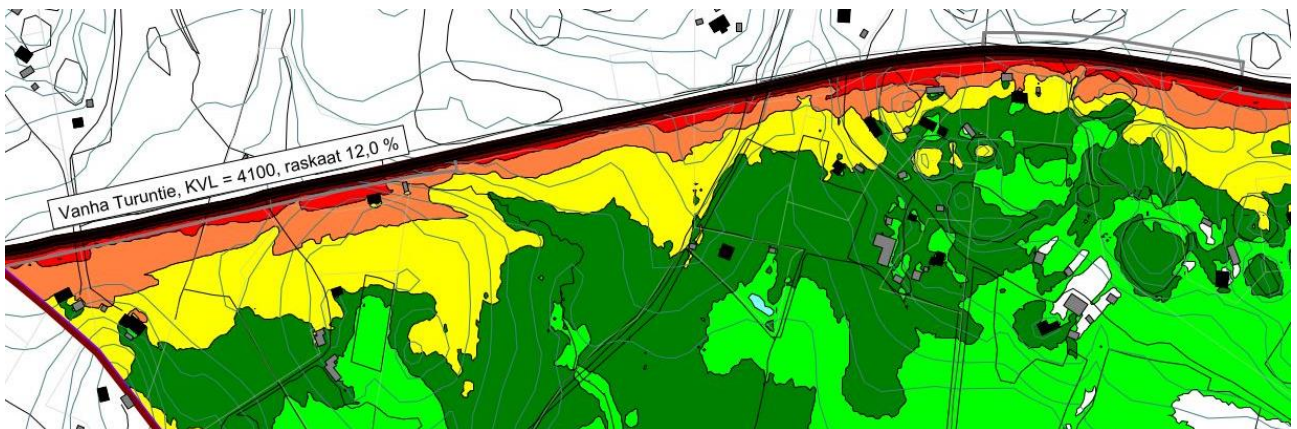 Vanha Turuntie, KVL = 4100, raskaat 12,0 %